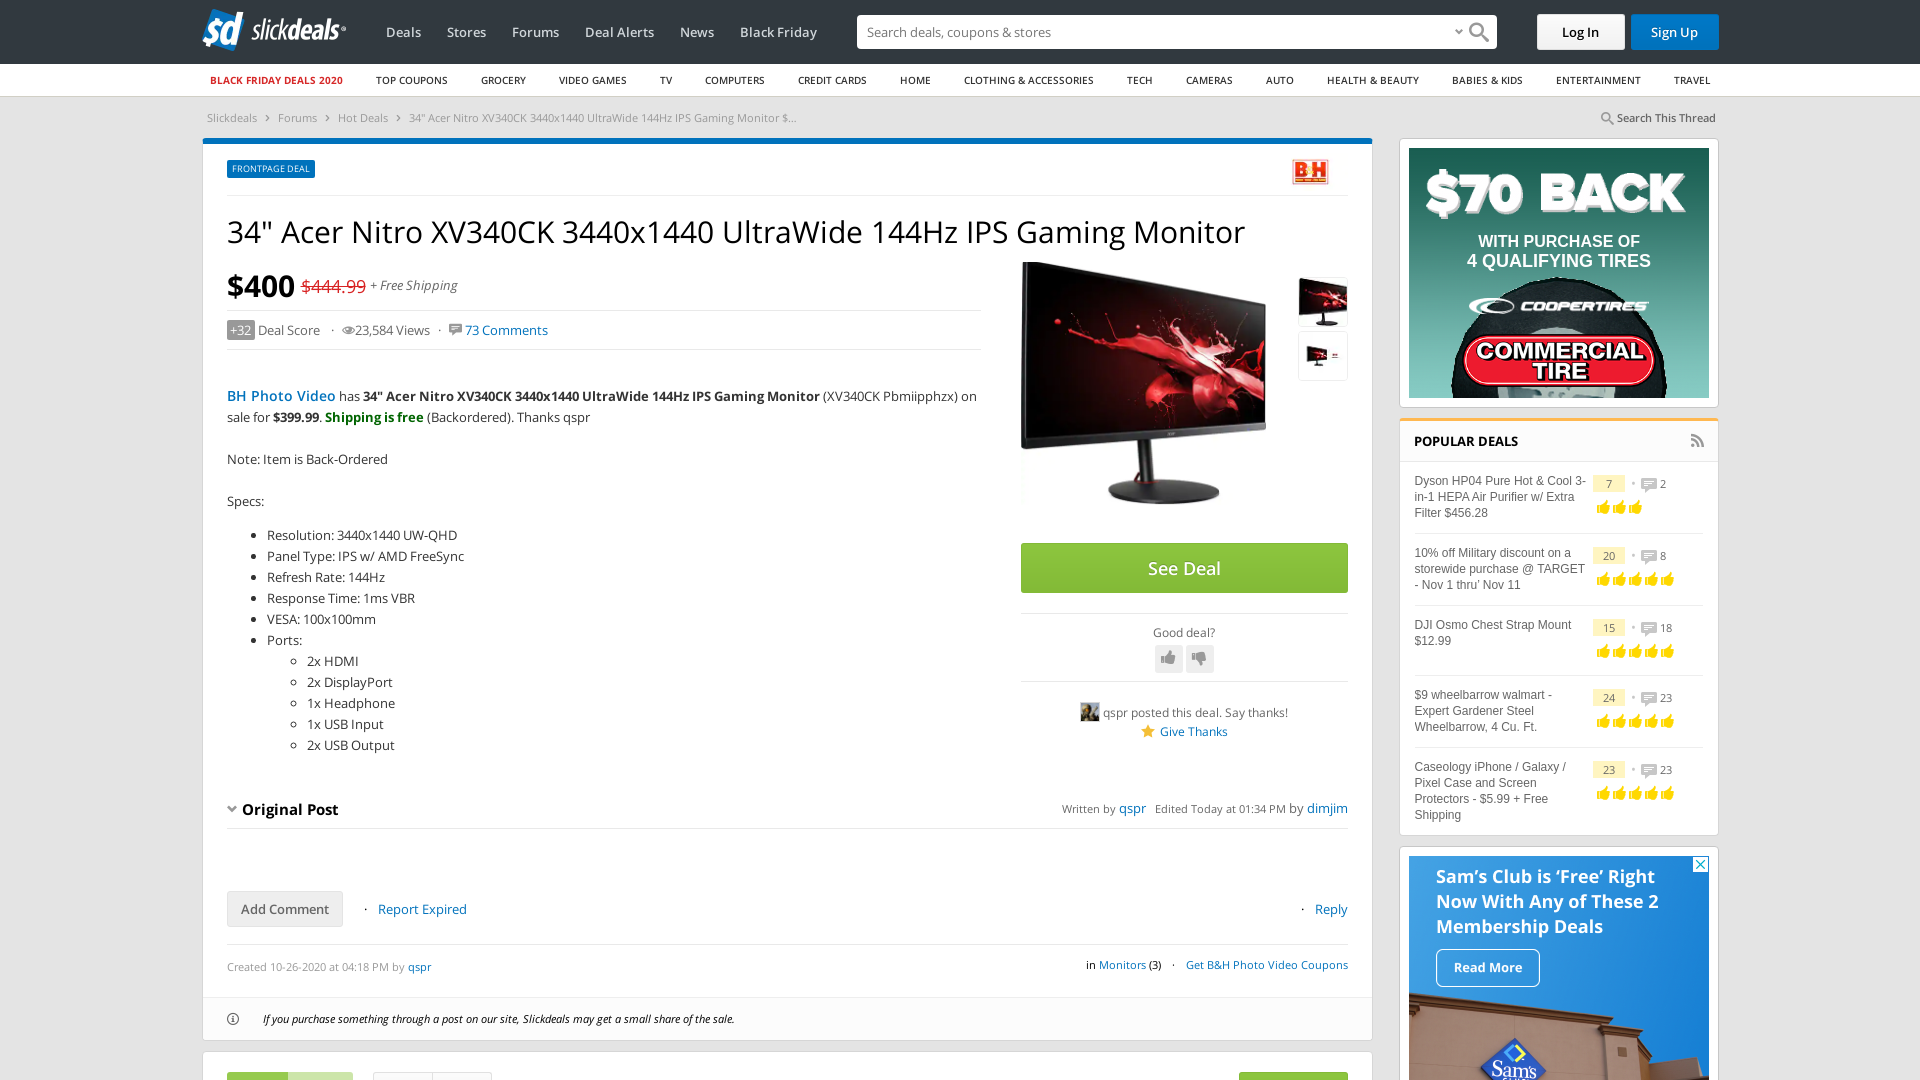 sd slickdeals
Deals Stores Forums Deal Alerts News Black Friday
Search deals, coupons & stores
Log In Sign Up
BLACK FRIDAY DEALS 2020 TOP COUPONS GROCERY VIDEO GAMES TV COMPUTERS CREDIT CARDS HOME CLOTHING & ACCESSORIES TECH CAMERAS AUTO HEALTH & BEAUTY BABIES & KIDS ENTERTAINMENT TRAVEL
Slickdeals > Forums > Hot Deals > 34" Acer Nitro XV340CK 3440x1440 UltraWide 144Hz IPS Gaming Monitor $...
Search This Thread
FRONTPAGE DEAL
B&H
34" Acer Nitro XV340CK 3440x1440 UltraWide 144Hz IPS Gaming Monitor
$400 $444.99 + Free Shipping
+32 Deal Score · 23,584 Views · 73 Comments
BH Photo Video has 34" Acer Nitro XV340CK 3440x1440 UltraWide 144Hz IPS Gaming Monitor (XV340CK Pbmiipphzx) on
sale for $399.99. Shipping is free (Backordered). Thanks qspr
Note: Item is Back-Ordered
Specs:
Resolution: 3440x1440 UW-QHD
Panel Type: IPS w/ AMD FreeSync
Refresh Rate: 144Hz
Response Time: 1ms VBR
VESA: 100x100mm
Ports:
2x HDMI
2x DisplayPort
1x Headphone
1x USB Input
2x USB Output
See Deal
Good deal?
qspr posted this deal. Say thanks!
Give Thanks
Original Post
Written by qspr Edited Today at 01:34 PM by dimjim
Add Comment · Report Expired
· Reply
Created 10-26-2020 at 04:18 PM by qspr
in Monitors (3) · Get B&H Photo Video Coupons
If you purchase something through a post on our site, Slickdeals may get a small share of the sale.
$70 BACK
WITH PURCHASE OF
4 QUALIFYING TIRES
COOPERTIRES
COMMERCIAL
TIRE
POPULAR DEALS
Dyson HP04 Pure Hot & Cool 3-
in-1 HEPA Air Purifier w/ Extra
Filter $456.28
7 • 2
10% off Military discount on a
storewide purchase @ TARGET
- Nov 1 thru' Nov 11
20 • 8
DJI Osmo Chest Strap Mount
$12.99
15 • 18
$9 wheelbarrow walmart -
Expert Gardener Steel
Wheelbarrow, 4 Cu. Ft.
24 • 23
Caseology iPhone / Galaxy /
Pixel Case and Screen
Protectors - $5.99 + Free
Shipping
23 • 23
Sam's Club is ‘Free’ Right
Now With Any of These 2
Membership Deals
Read More
Sam's